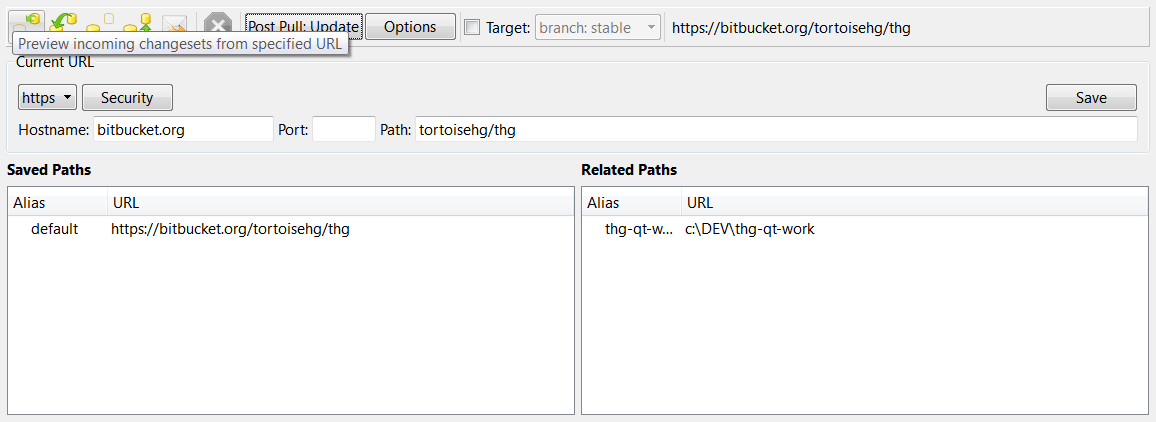 Post Pull: Update Options Target: branch: stable https://bitbucket.org/tortoisehg/thg
Preview incoming changesets from specified URL
Current URL
https Security Save
Hostname: bitbucket.org Port: Path: tortoisehg/thg
Saved Paths Related Paths
Alias URL Alias URL
default https://bitbucket.org/tortoisehg/thg thg-qt-w... c:\DEV\thg-qt-work